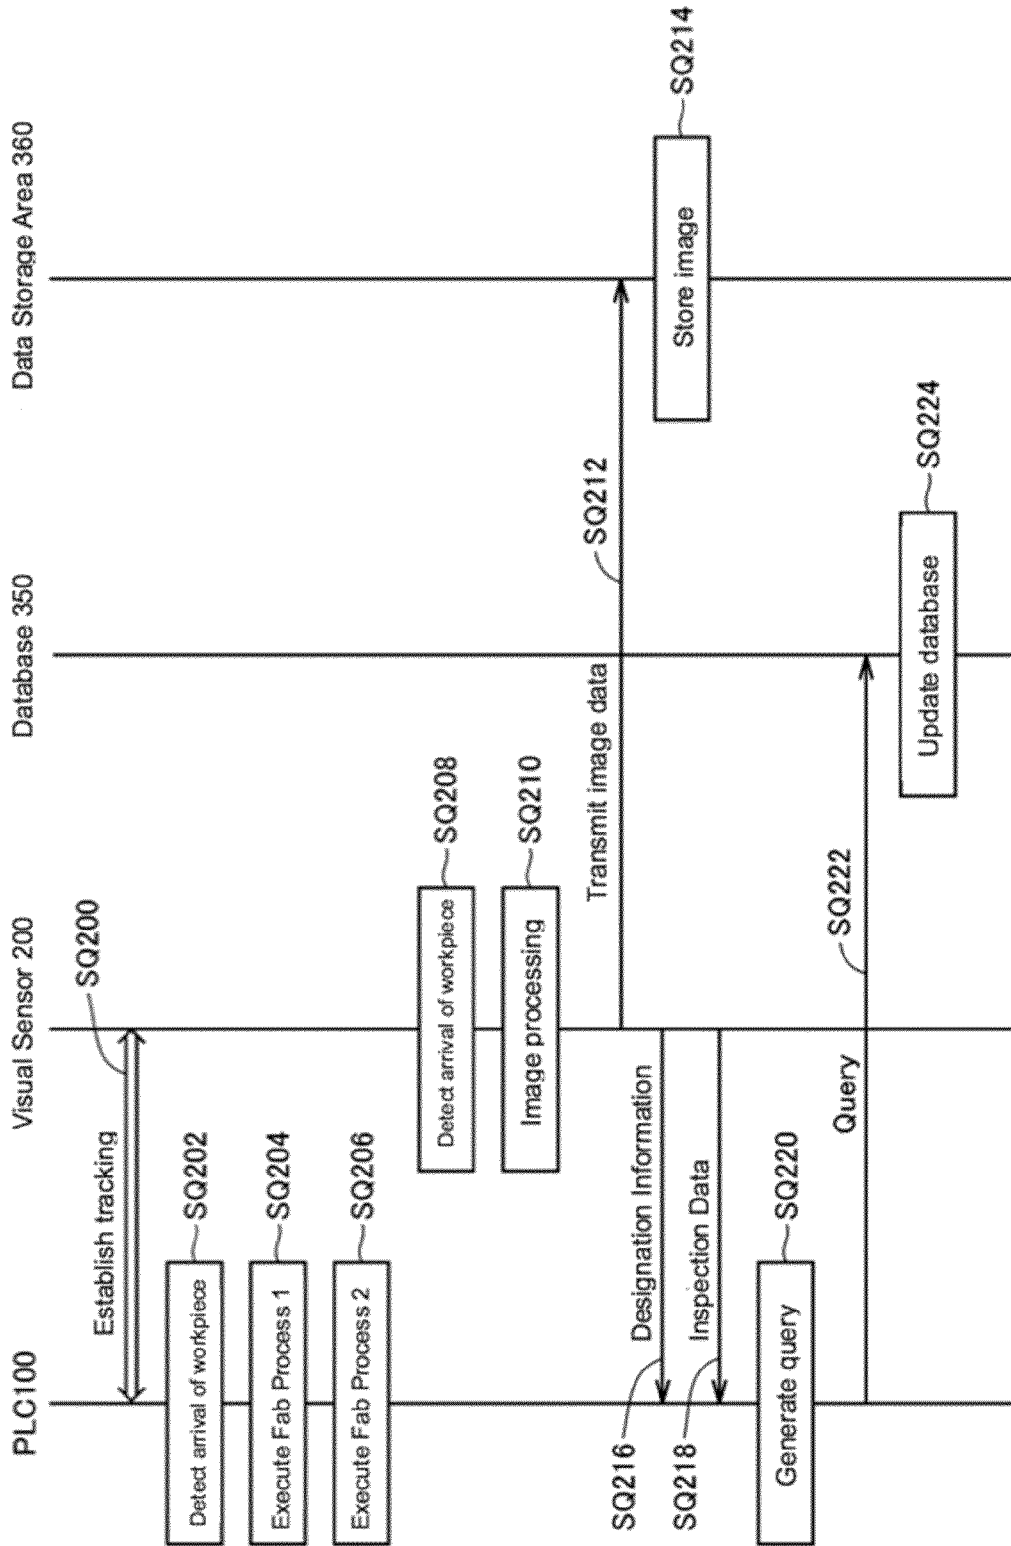 PLC100
Visual Sensor 200
Database 350
Data Storage Area 360
Establish tracking
SQ200
Detect arrival of workpiece
SQ202
Execute Fab Process 1
SQ204
Execute Fab Process 2
SQ206
Detect arrival of workpiece
SQ208
Image processing
SQ210
Transmit image data
SQ212
Store image
SQ214
Designation Information
SQ216
Inspection Data
SQ218
Generate query
SQ220
Query
SQ222
Update database
SQ224